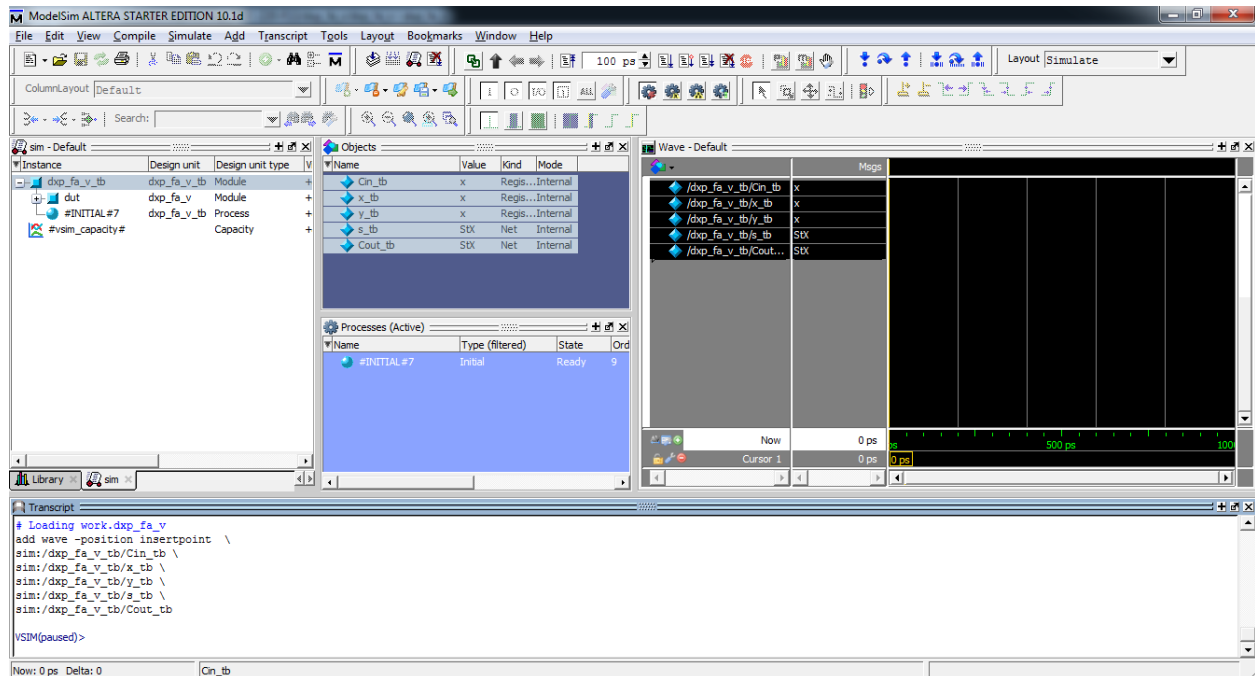 ModelSim ALTERA STARTER EDITION 10.1d
File Edit View Compile Simulate Add Transcript Tools Layout Bookmarks Window Help
100 ps
Layout Simulate
ColumnLayout Default
Search:
sim - Default
Instance Design unit Design unit type V
dxp_fa_v_tb dxp_fa_v_tb Module +
dut dxp_fa_v Module +
#INITIAL#7 dxp_fa_v_tb Process +
#vsim_capacity# Capacity +
Library sim
Objects
Name Value Kind Mode
Cin_tb x Regis... Internal
x_tb x Regis... Internal
y_tb x Regis... Internal
s_tb StX Net Internal
Cout_tb StX Net Internal
Processes (Active)
Name Type (filtered) State Ord
#INITIAL#7 Initial Ready 9
Wave - Default
Msgs
/dxp_fa_v_tb/Cin_tb x
/dxp_fa_v_tb/x_tb x
/dxp_fa_v_tb/y_tb x
/dxp_fa_v_tb/s_tb StX
/dxp_fa_v_tb/Cout... StX
Now 0 ps ps 500 ps 100
Cursor 1 0 ps 0 ps
Transcript
# Loading work.dxp_fa_v
add wave -position insertpoint \
sim:/dxp_fa_v_tb/Cin_tb \
sim:/dxp_fa_v_tb/x_tb \
sim:/dxp_fa_v_tb/y_tb \
sim:/dxp_fa_v_tb/s_tb \
sim:/dxp_fa_v_tb/Cout_tb
VSIM(paused)>
Now: 0 ps Delta: 0 Cin_tb